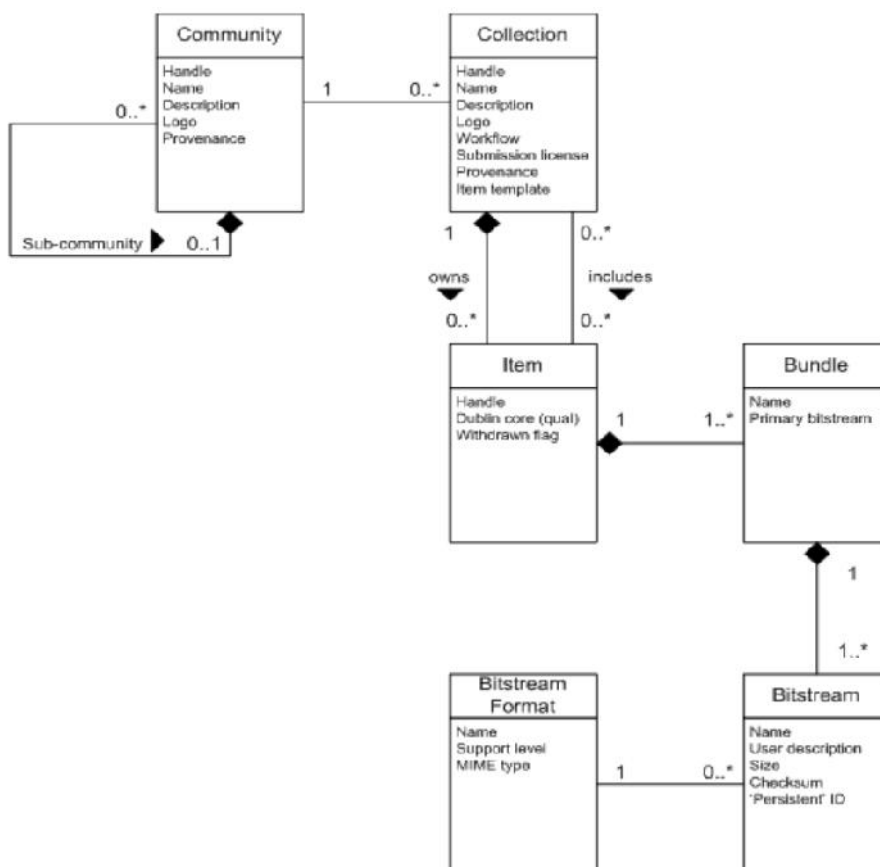 Community
Handle
Name
Description
Logo
Provenance
1
0..*
Collection
Handle
Name
Description
Logo
Workflow
Submission license
Provenance
Item template
0..*
Sub-community
0..1
1
0..*
owns
includes
0..*
0..*
Item
Handle
Dublin core (qual)
Withdrawn flag
1
1..*
Bundle
Name
Primary bitstream
1
1..*
Bitstream
Format
Name
Support level
MIME type
1
0..*
Bitstream
Name
User description
Size
Checksum
'Persistent' ID